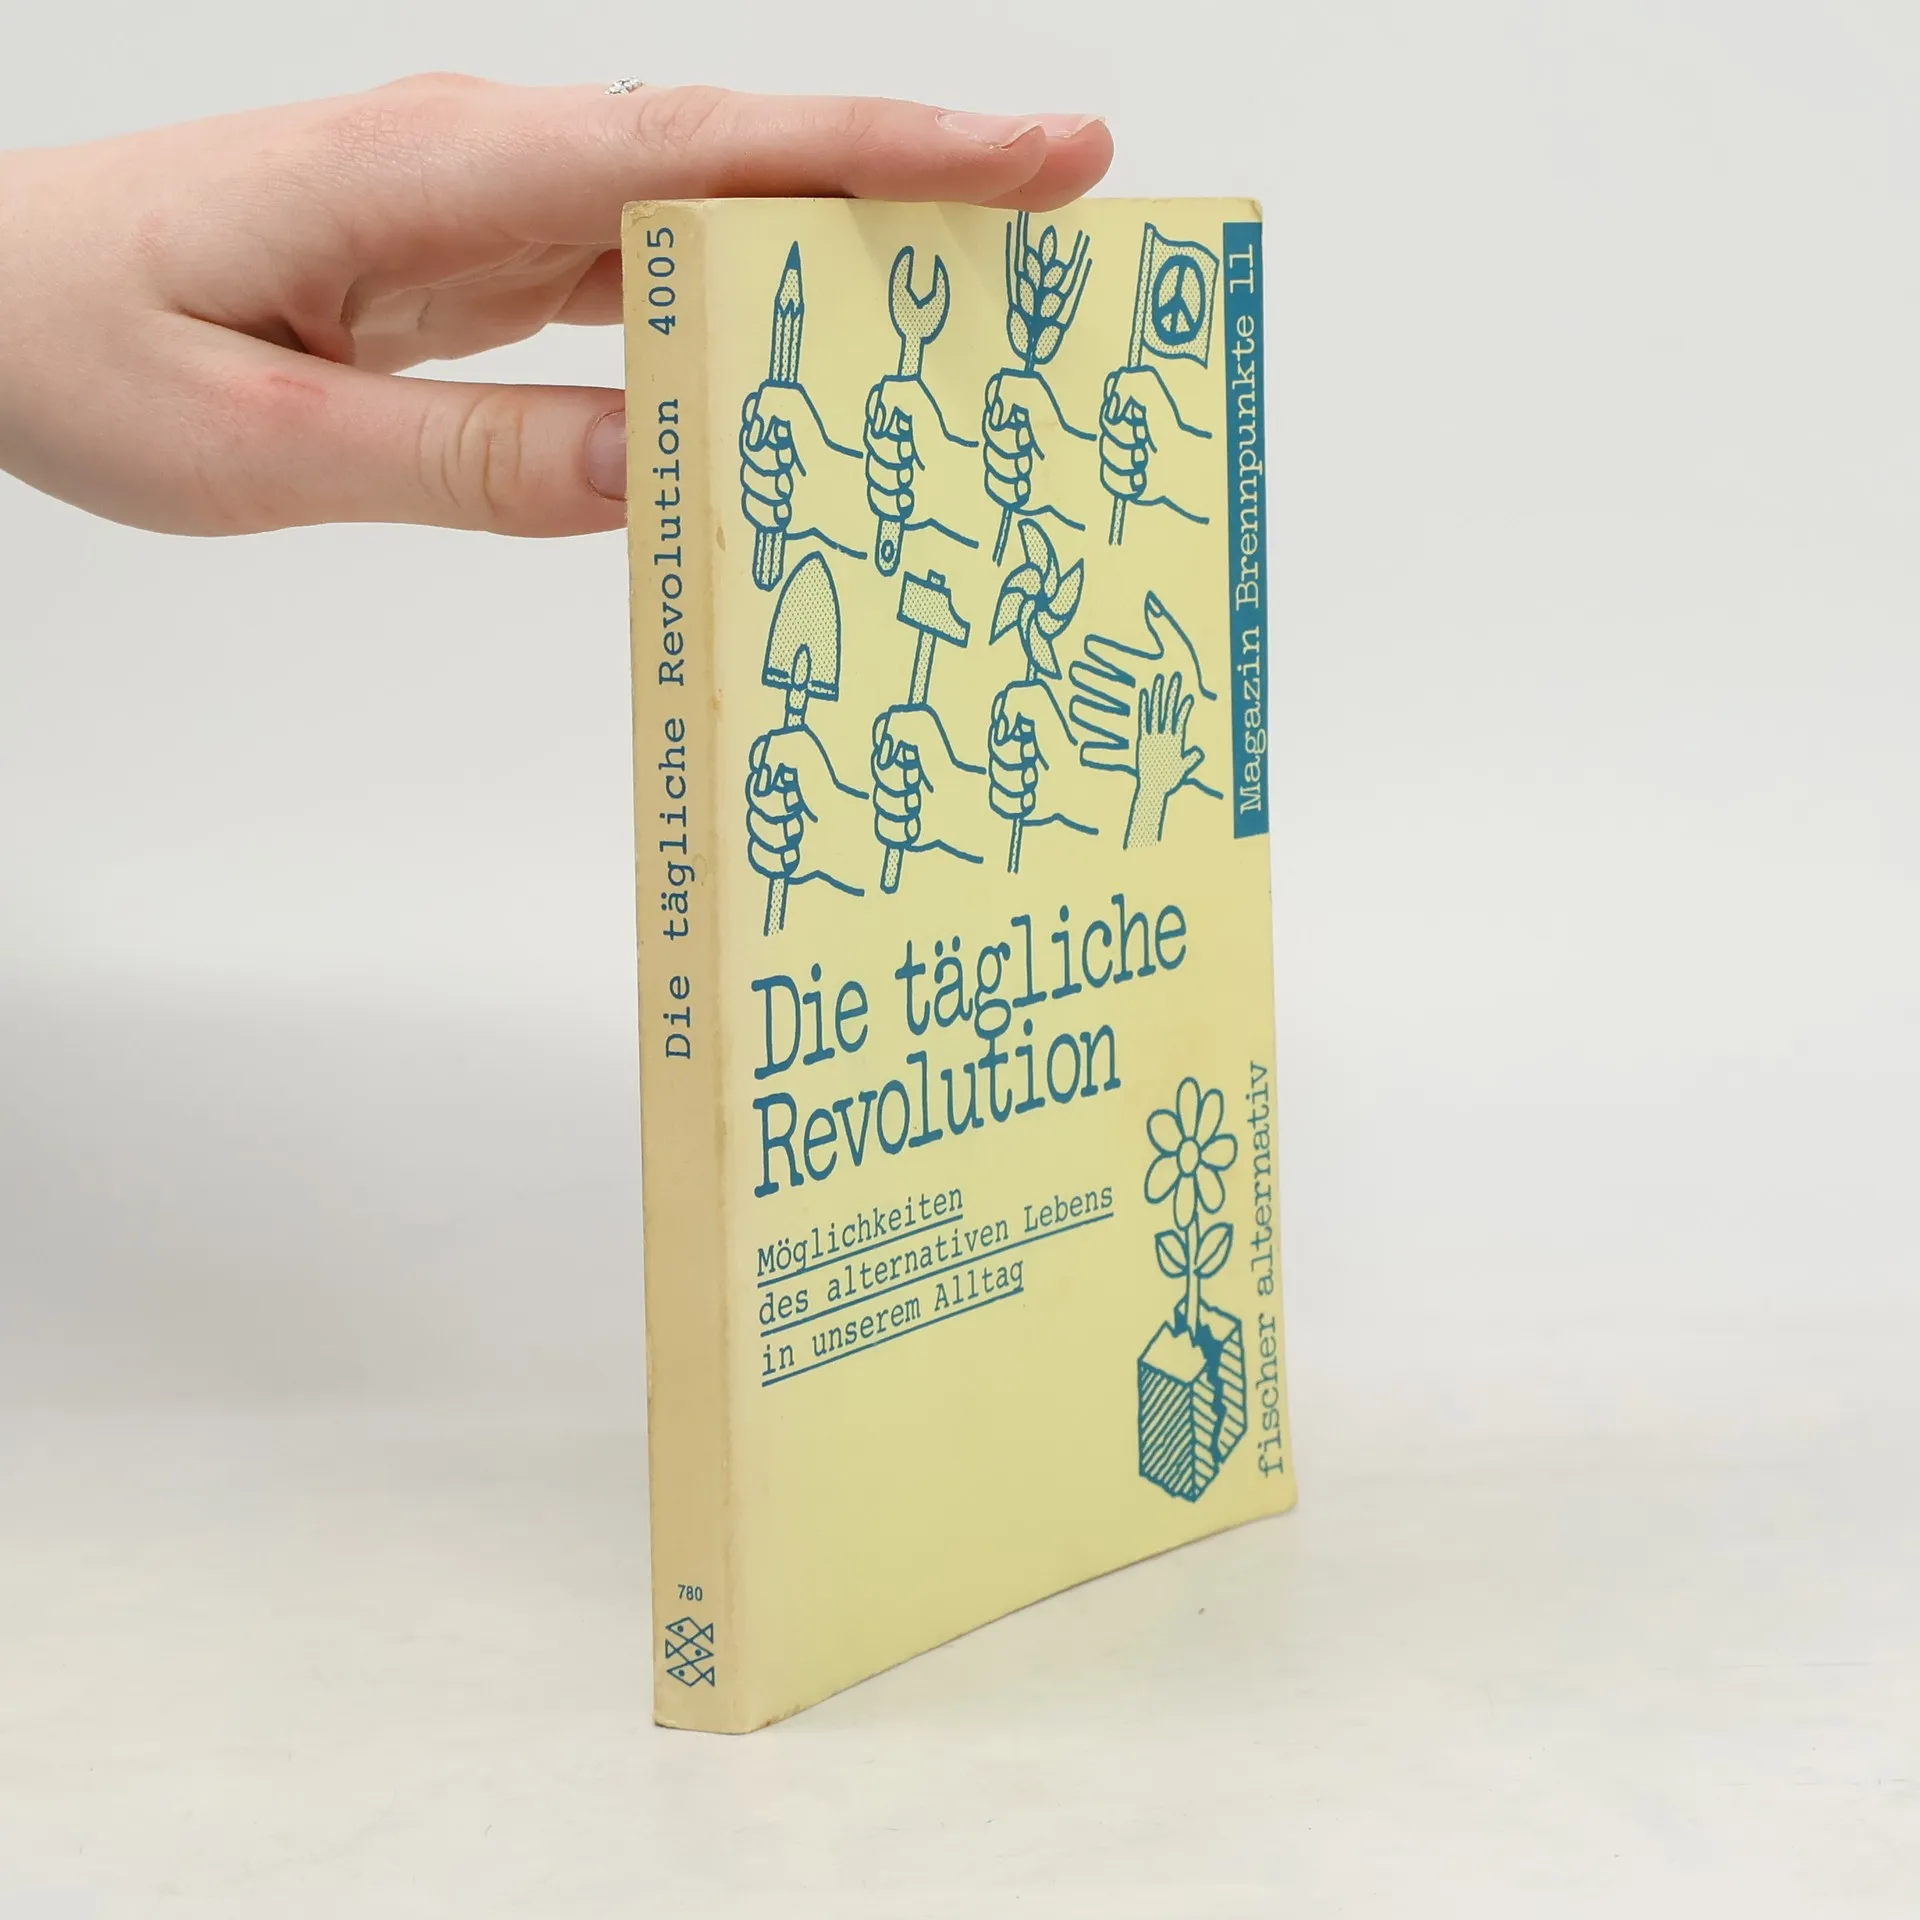 Die tägliche Revolution 4005
780
Magazin Brennpunkte 11
Die tägliche
Revolution
Möglichkeiten
des alternativen Lebens
in unserem Alltag
fischer alternativ